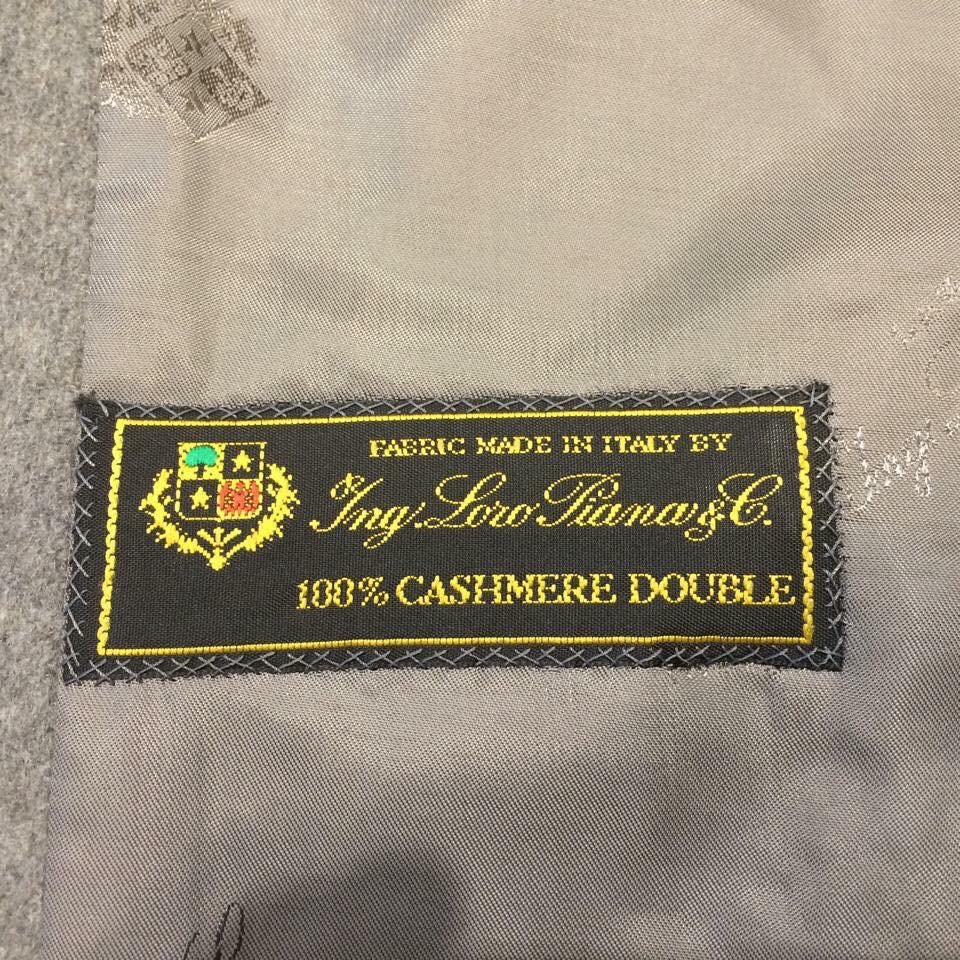 FABRIC MADE IN ITALY BY
Ing. Loro Piana & C.
100% CASHMERE DOUBLE